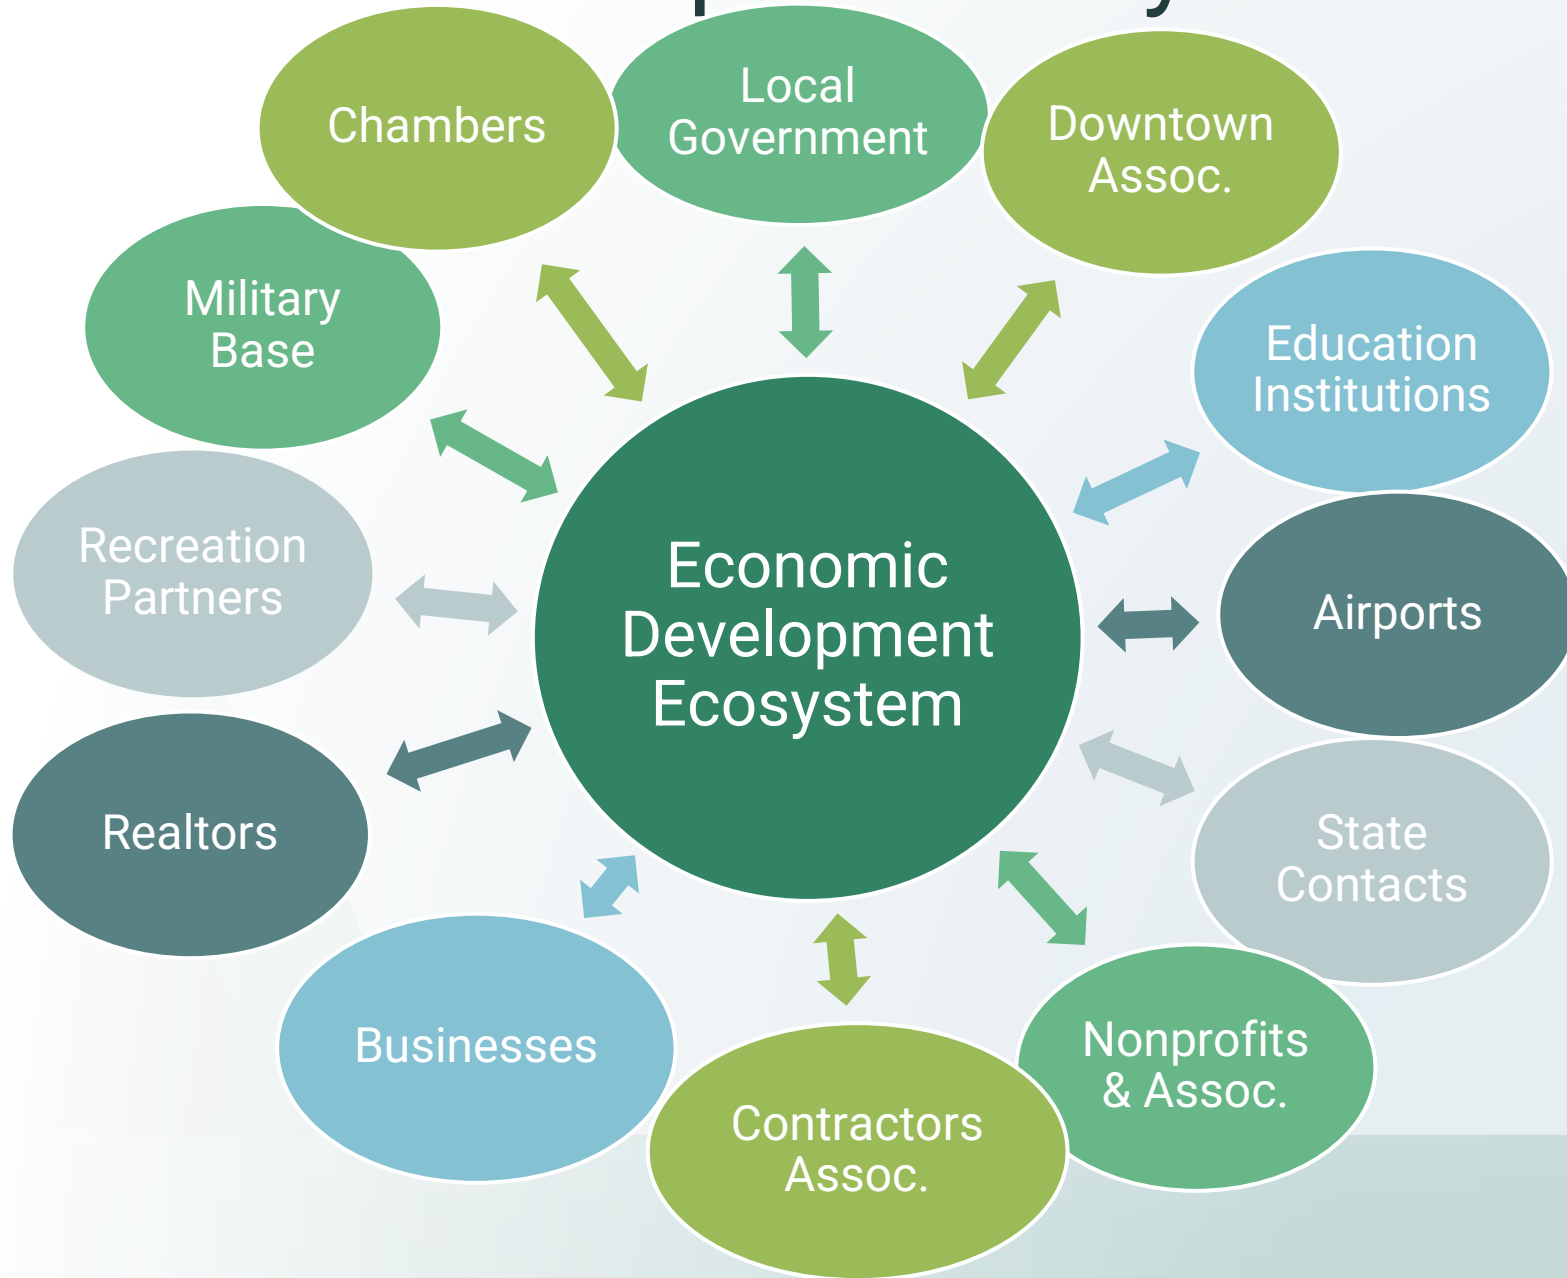 Chambers
Local
Government
Downtown
Assoc.
Military
Base
Education
Institutions
Recreation
Partners
Economic
Development
Ecosystem
Airports
Realtors
State
Contacts
Businesses
Nonprofits
& Assoc.
Contractors
Assoc.